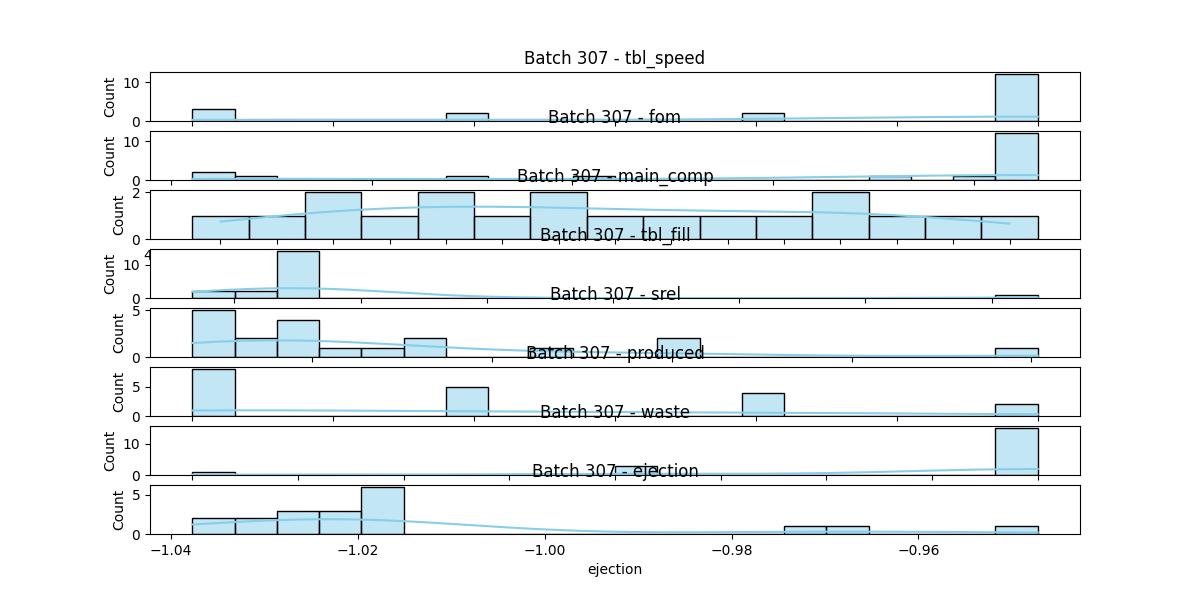 Batch 307 - tbl_speed
Count
10
0
Batch 307 - fom
Count
10
0
Batch 307 - main_comp
Count
2
0
4
Batch 307 - tbl_fill
Count
10
0
Batch 307 - srel
Count
5
0
Batch 307 - produced
Count
5
0
Batch 307 - waste
Count
10
0
Batch 307 - ejection
Count
5
0
−1.04 −1.02 −1.00 −0.98 −0.96
ejection